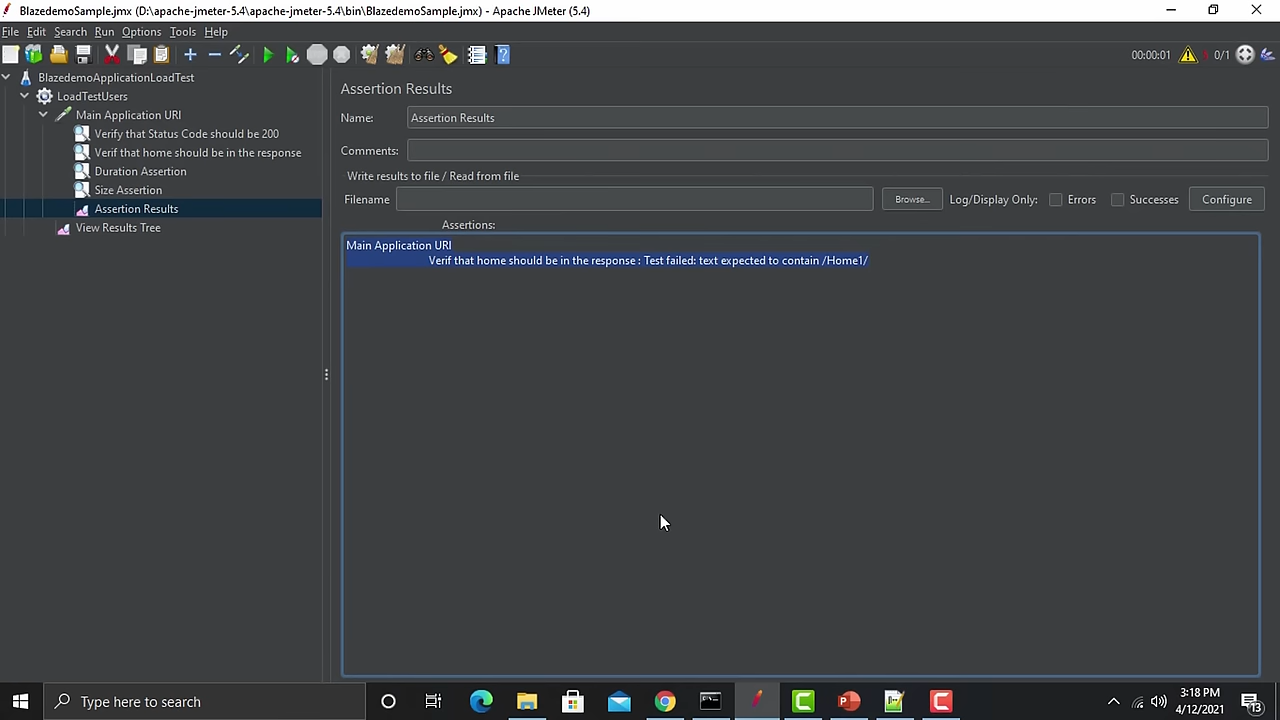 BlazedemoSample.jmx (D:\apache-jmeter-5.4\apache-jmeter-5.4\bin\BlazedemoSample.jmx) - Apache JMeter (5.4)
File Edit Search Run Options Tools Help
00:00:01 0/1
BlazedemoApplicationLoadTest
LoadTestUsers
Main Application URI
Verify that Status Code should be 200
Verif that home should be in the response
Duration Assertion
Size Assertion
Assertion Results
View Results Tree
Assertion Results
Name: Assertion Results
Comments:
Write results to file / Read from file
Filename Browse... Log/Display Only: Errors Successes Configure
Assertions:
Main Application URI
Verif that home should be in the response : Test failed: text expected to contain /Home1/
Type here to search
3:18 PM
4/12/2021
13